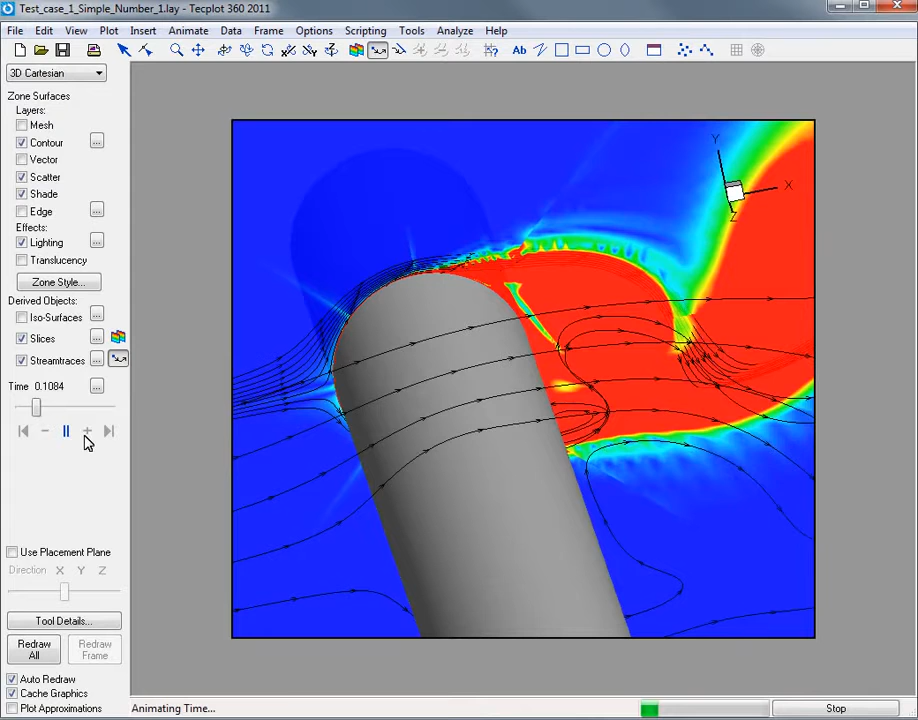 Test_case_1_Simple_Number_1.lay - Tecplot 360 2011
File Edit View Plot Insert Animate Data Frame Options Scripting Tools Analyze Help
Ab
3D Cartesian
Zone Surfaces
Layers:
Mesh
Contour ...
Vector
Scatter
Shade
Edge ...
Effects:
Lighting ...
Translucency
Zone Style...
Derived Objects:
Iso-Surfaces ...
Slices ...
Streamtraces ...
Time 0.1084 ...
Use Placement Plane
Direction X Y Z
Tool Details...
Redraw All
Redraw Frame
Auto Redraw
Cache Graphics
Plot Approximations
Y
X
Z
Animating Time...
Stop